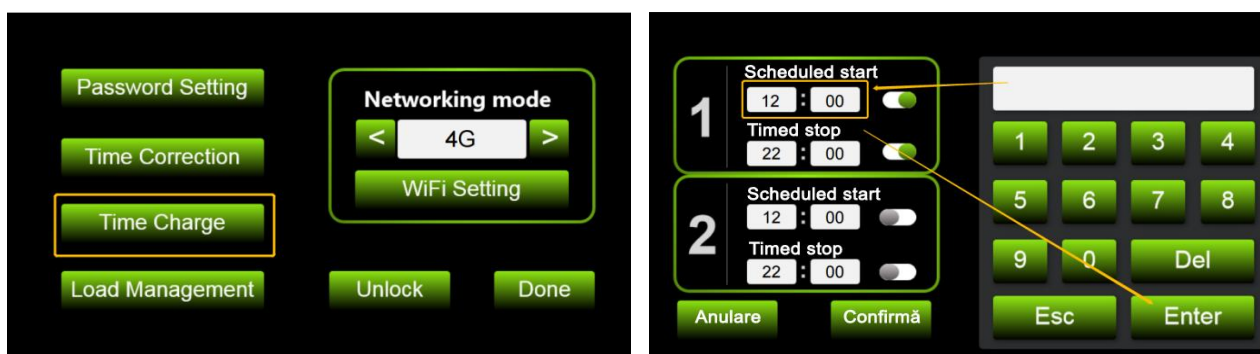 Password Setting
Time Correction
Time Charge
Load Management
Networking mode
< 4G >
WiFi Setting
Unlock
Done
1
Scheduled start
12 : 00
Timed stop
22 : 00
2
Scheduled start
12 : 00
Timed stop
22 : 00
Anulare
Confirmă
1 2 3 4
5 6 7 8
9 0 Del
Esc Enter